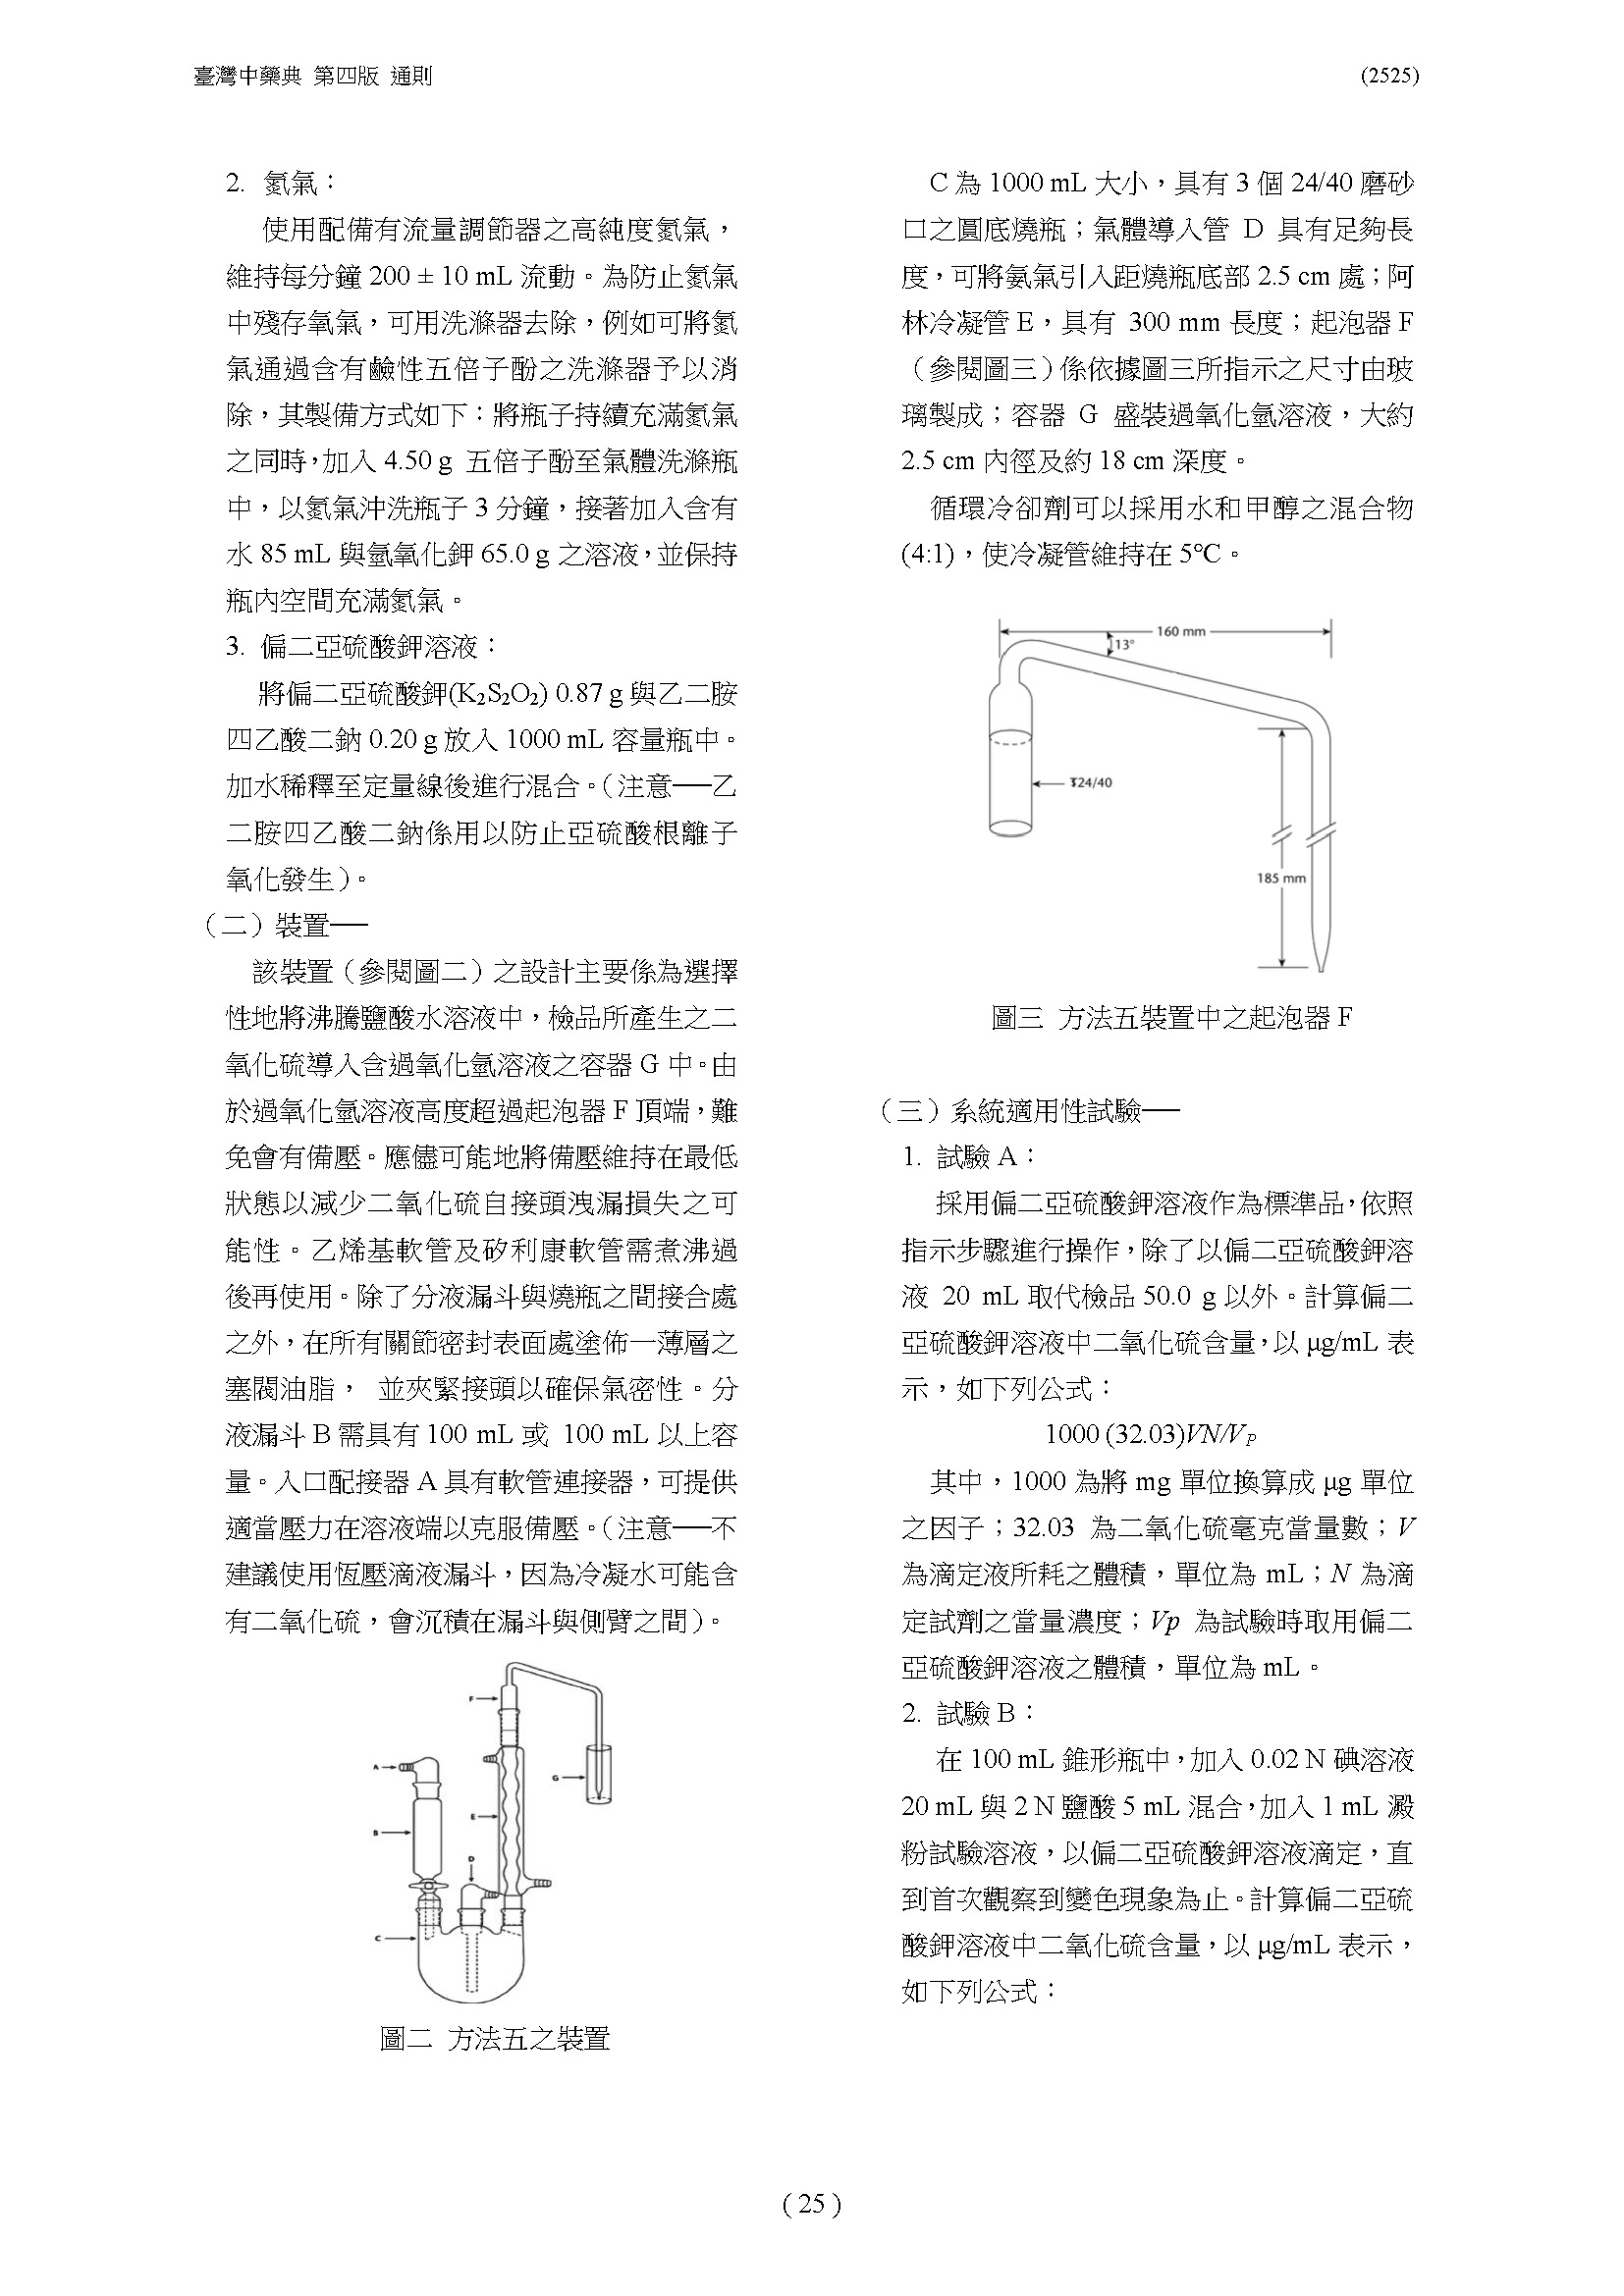 臺灣中藥典 第四版 通則
(2525)
2. 氮氣：
使用配備有流量調節器之高純度氮氣，
維持每分鐘 200 ± 10 mL 流動。為防止氮氣
中殘存氧氣，可用洗滌器去除，例如可將氮
氣通過含有鹼性五倍子酚之洗滌器予以消
除，其製備方式如下：將瓶子持續充滿氮氣
之同時，加入 4.50 g 五倍子酚至氣體洗滌瓶
中，以氮氣沖洗瓶子 3 分鐘，接著加入含有
水 85 mL 與氫氧化鉀 65.0 g 之溶液，並保持
瓶內空間充滿氮氣。
3. 偏二亞硫酸鉀溶液：
將偏二亞硫酸鉀(K₂S₂O₂) 0.87 g 與乙二胺
四乙酸二鈉 0.20 g 放入 1000 mL 容量瓶中。
加水稀釋至定量線後進行混合。（注意──乙
二胺四乙酸二鈉係用以防止亞硫酸根離子
氧化發生）。
（二）裝置──
該裝置（參閱圖二）之設計主要係為選擇
性地將沸騰鹽酸水溶液中，檢品所產生之二
氧化硫導入含過氧化氫溶液之容器 G 中。由
於過氧化氫溶液高度超過起泡器 F 頂端，難
免會有備壓。應儘可能地將備壓維持在最低
狀態以減少二氧化硫自接頭洩漏損失之可
能性。乙烯基軟管及矽利康軟管需煮沸過
後再使用。除了分液漏斗與燒瓶之間接合處
之外，在所有關節密封表面處塗佈一薄層之
塞閥油脂， 並夾緊接頭以確保氣密性。分
液漏斗 B 需具有 100 mL 或 100 mL 以上容
量。入口配接器 A 具有軟管連接器，可提供
適當壓力在溶液端以克服備壓。（注意──不
建議使用恆壓滴液漏斗，因為冷凝水可能含
有二氧化硫，會沉積在漏斗與側臂之間）。
F
A
G
E
B
D
C
圖二 方法五之裝置
C 為 1000 mL 大小，具有 3 個 24/40 磨砂
口之圓底燒瓶；氣體導入管 D 具有足夠長
度，可將氨氣引入距燒瓶底部 2.5 cm 處；阿
林冷凝管 E，具有 300 mm 長度；起泡器 F
（參閱圖三）係依據圖三所指示之尺寸由玻
璃製成；容器 G 盛裝過氧化氫溶液，大約
2.5 cm 內徑及約 18 cm 深度。
循環冷卻劑可以採用水和甲醇之混合物
(4:1)，使冷凝管維持在 5°C。
160 mm
13°
24/40
185 mm
圖三 方法五裝置中之起泡器 F
（三）系統適用性試驗──
1. 試驗 A：
採用偏二亞硫酸鉀溶液作為標準品，依照
指示步驟進行操作，除了以偏二亞硫酸鉀溶
液 20 mL 取代檢品 50.0 g 以外。計算偏二
亞硫酸鉀溶液中二氧化硫含量，以 μg/mL 表
示，如下列公式：
1000 (32.03)VN/Vₚ
其中，1000 為將 mg 單位換算成 μg 單位
之因子；32.03 為二氧化硫毫克當量數；V
為滴定液所耗之體積，單位為 mL；N 為滴
定試劑之當量濃度；Vp 為試驗時取用偏二
亞硫酸鉀溶液之體積，單位為 mL。
2. 試驗 B：
在 100 mL 錐形瓶中，加入 0.02 N 碘溶液
20 mL 與 2 N 鹽酸 5 mL 混合，加入 1 mL 澱
粉試驗溶液，以偏二亞硫酸鉀溶液滴定，直
到首次觀察到變色現象為止。計算偏二亞硫
酸鉀溶液中二氧化硫含量，以 μg/mL 表示，
如下列公式：
( 25 )